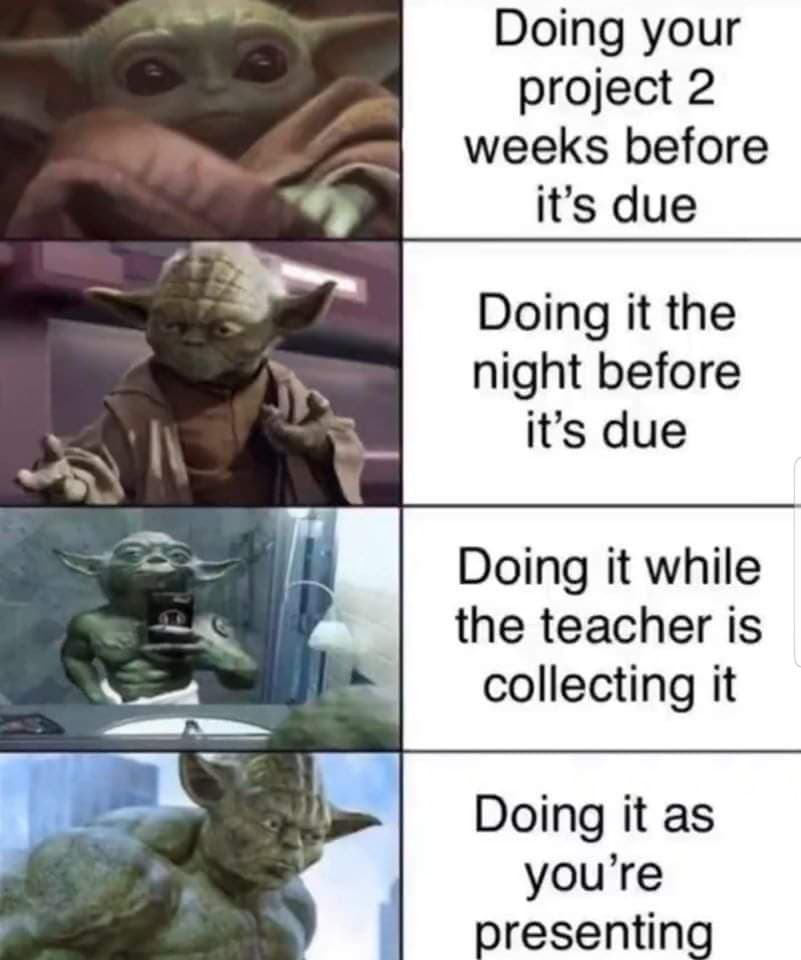 Doing your
project 2
weeks before
it’s due
Doing it the
night before
it’s due
Doing it while
the teacher is
collecting it
Doing it as
you’re
presenting